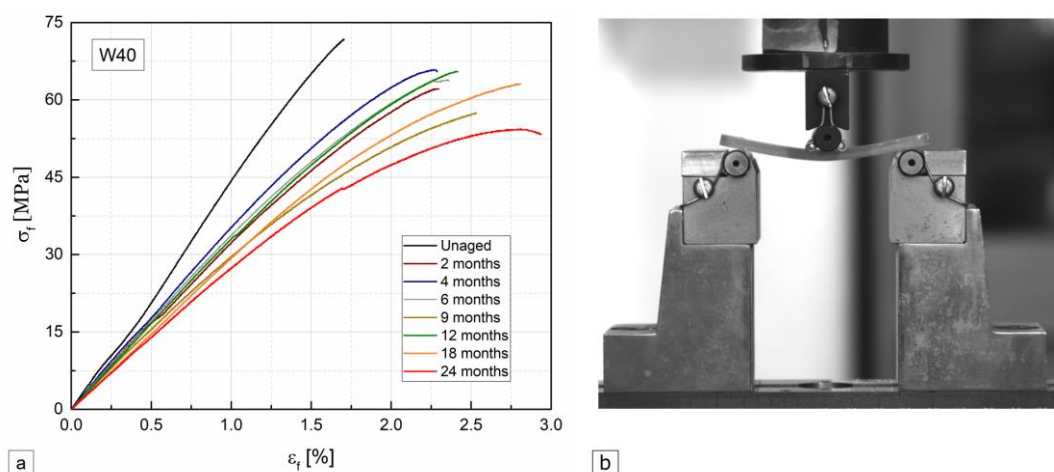 75
60
45
30
15
0
σf [MPa]
W40
Unaged
2 months
4 months
6 months
9 months
12 months
18 months
24 months
0.0 0.5 1.0 1.5 2.0 2.5 3.0
εf [%]
a
b